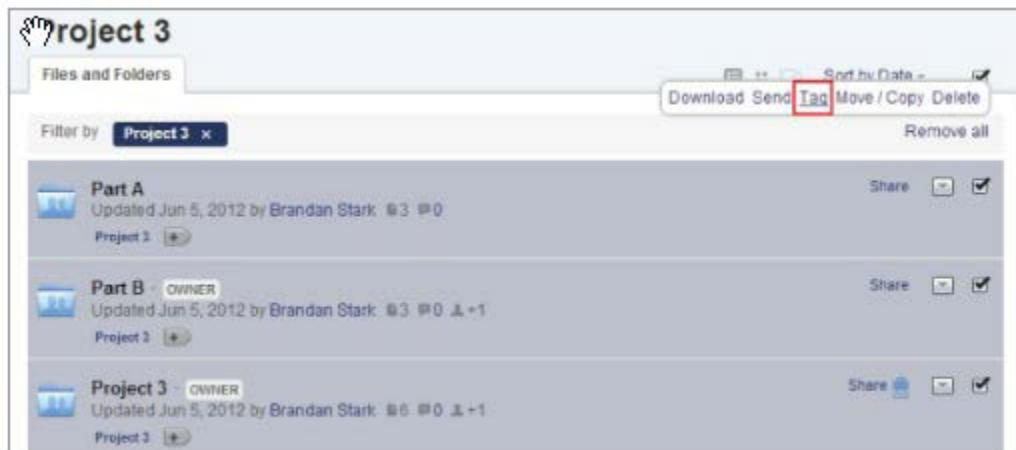 Project 3
Files and Folders
Sort by Date
Download Send Tag Move / Copy Delete
Filter by Project 3 x
Remove all
Part A
Share
Updated Jun 5, 2012 by Brandan Stark 3 0
Project 3
Part B - OWNER
Share
Updated Jun 5, 2012 by Brandan Stark 3 0 +1
Project 3
Project 3 - OWNER
Share
Updated Jun 5, 2012 by Brandan Stark 6 0 +1
Project 3